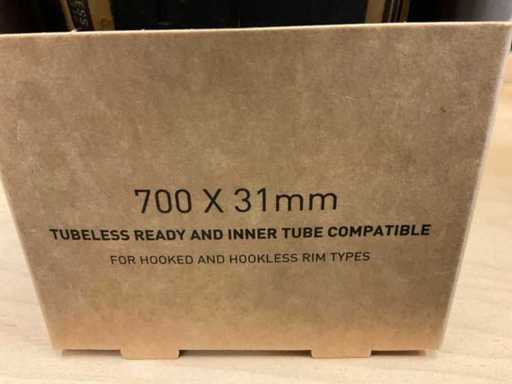 700 X 31mm
TUBELESS READY AND INNER TUBE COMPATIBLE
FOR HOOKED AND HOOKLESS RIM TYPES